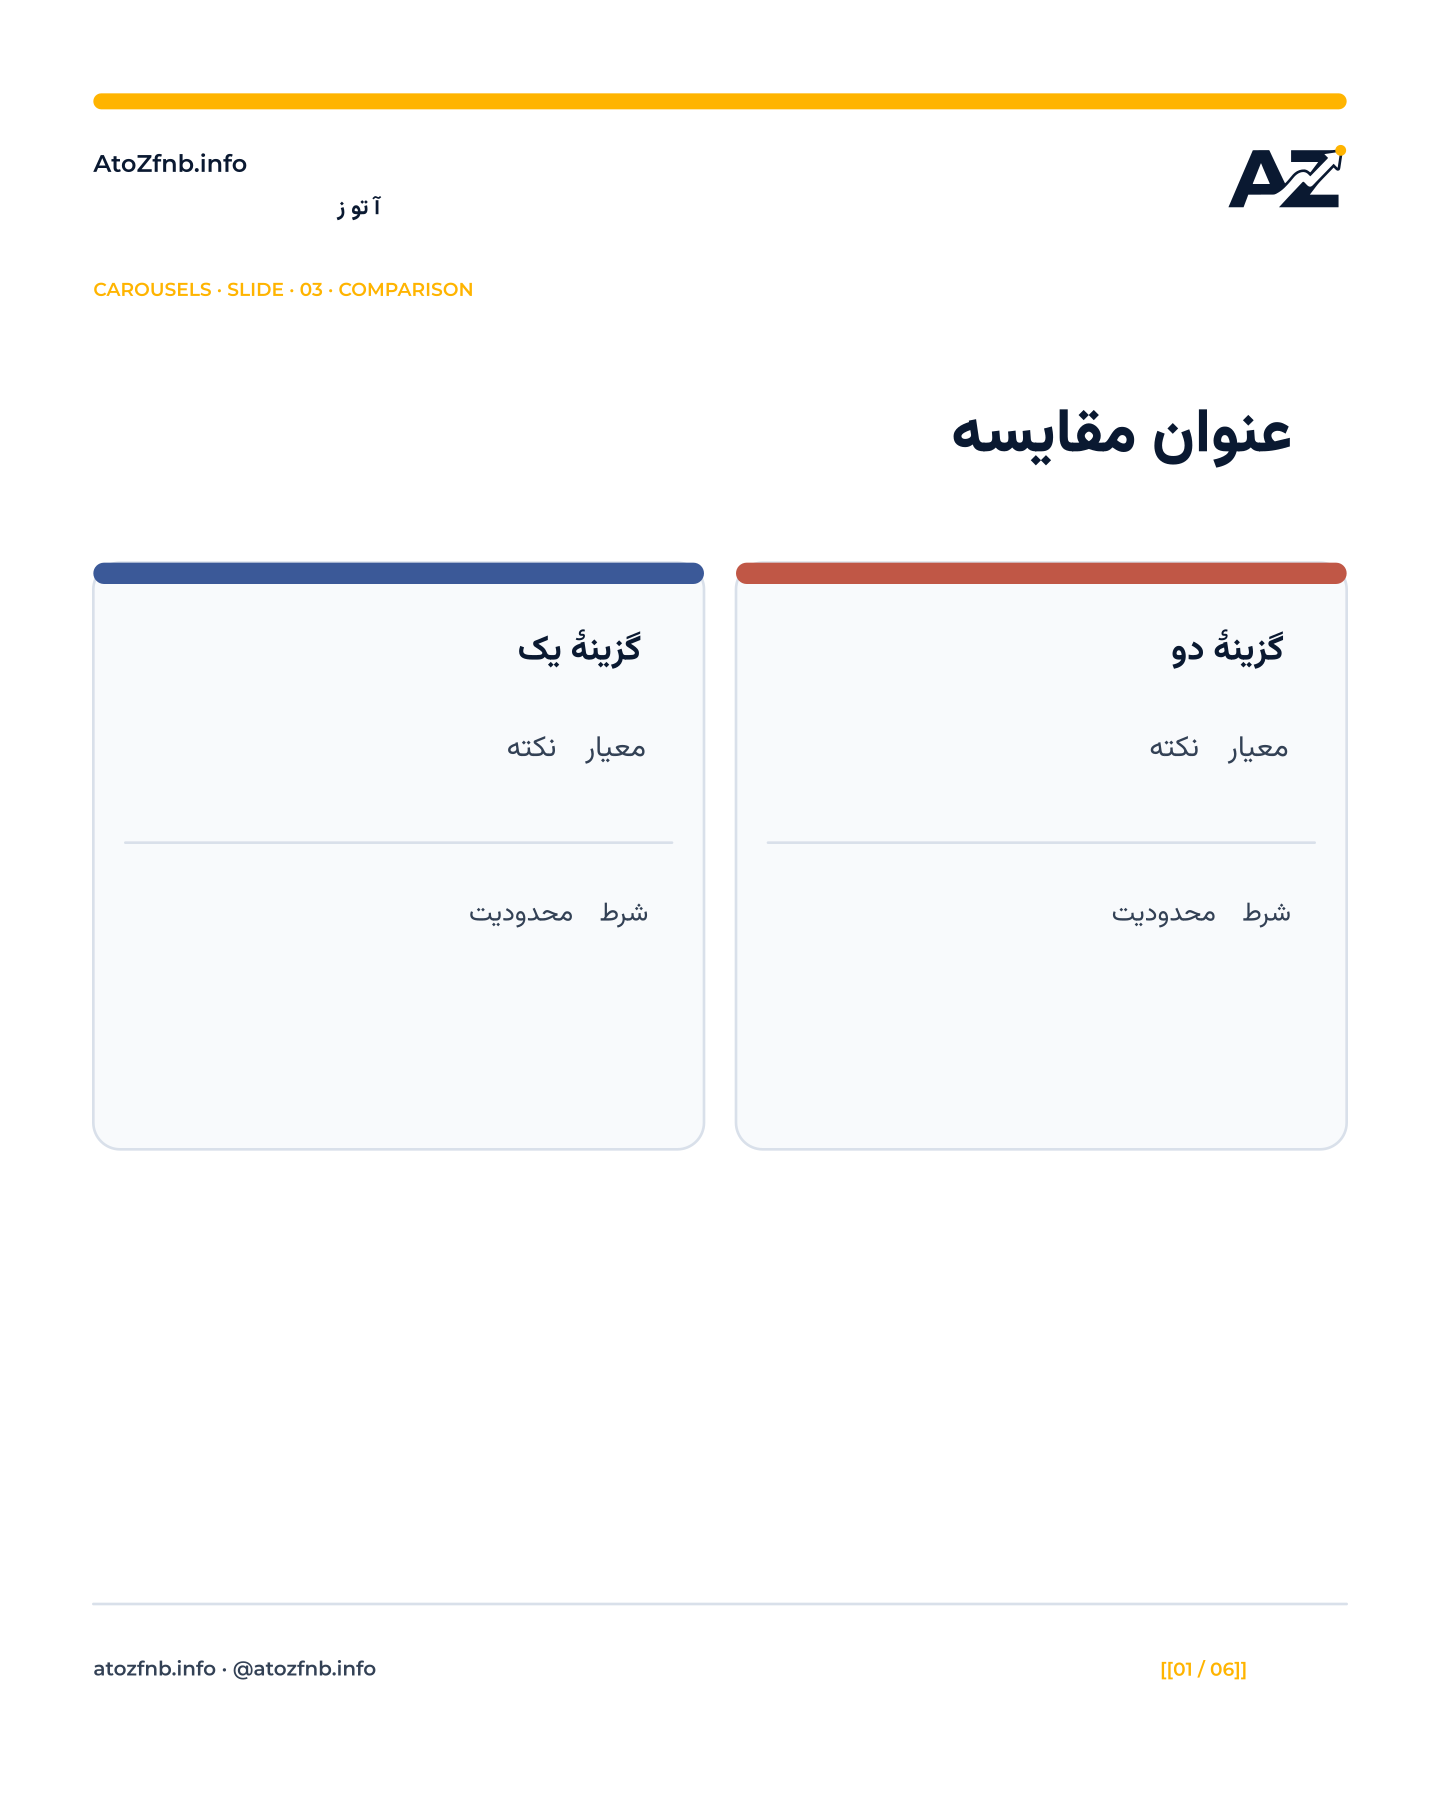 AtoZfnb.info
AZ
آ تو ز
CAROUSELS · SLIDE · 03 · COMPARISON
عنوان مقایسه
گزینهٔ دو
معیار نکته
شرط محدودیت
گزینهٔ یک
معیار نکته
شرط محدودیت
atozfnb.info · @atozfnb.info
[[01 / 06]]